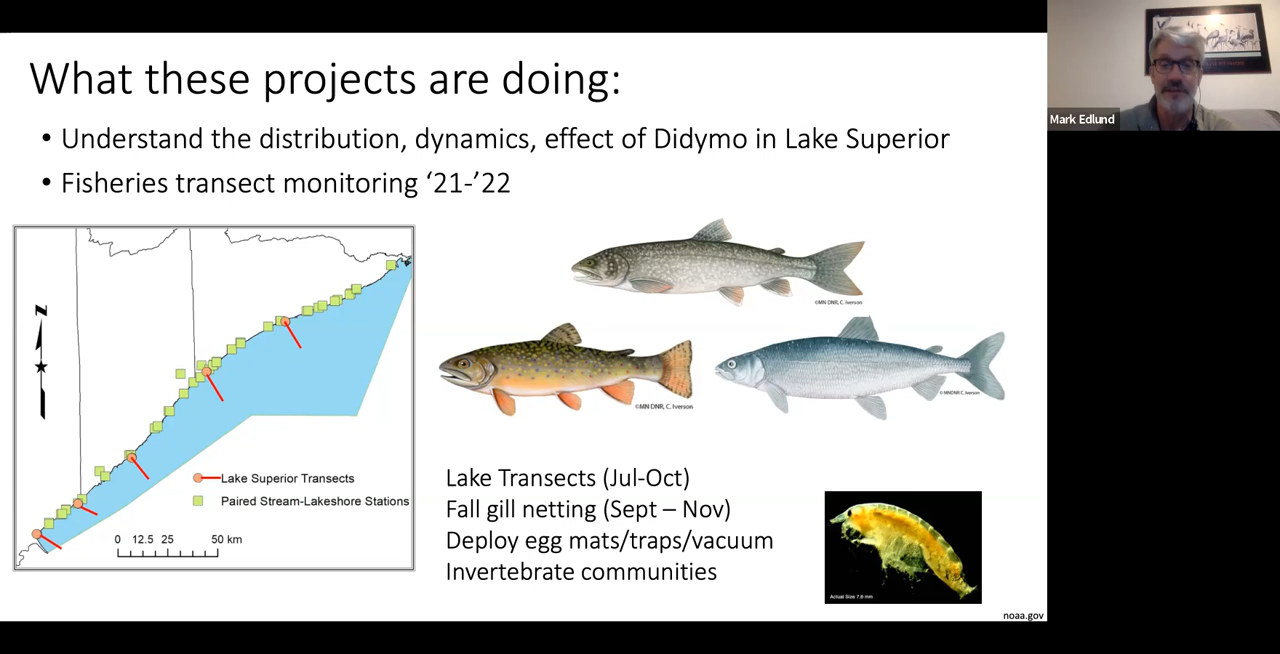 What these projects are doing:
• Understand the distribution, dynamics, effect of Didymo in Lake Superior
• Fisheries transect monitoring ‘21-’22
N
Lake Superior Transects
Paired Stream-Lakeshore Stations
0 12.5 25 50 km
©MN DNR, C. Iverson
©MN DNR, C. Iverson
©MNDNR, C. Iverson
Lake Transects (Jul-Oct)
Fall gill netting (Sept – Nov)
Deploy egg mats/traps/vacuum
Invertebrate communities
Actual Size 7.6 mm
noaa.gov
Mark Edlund